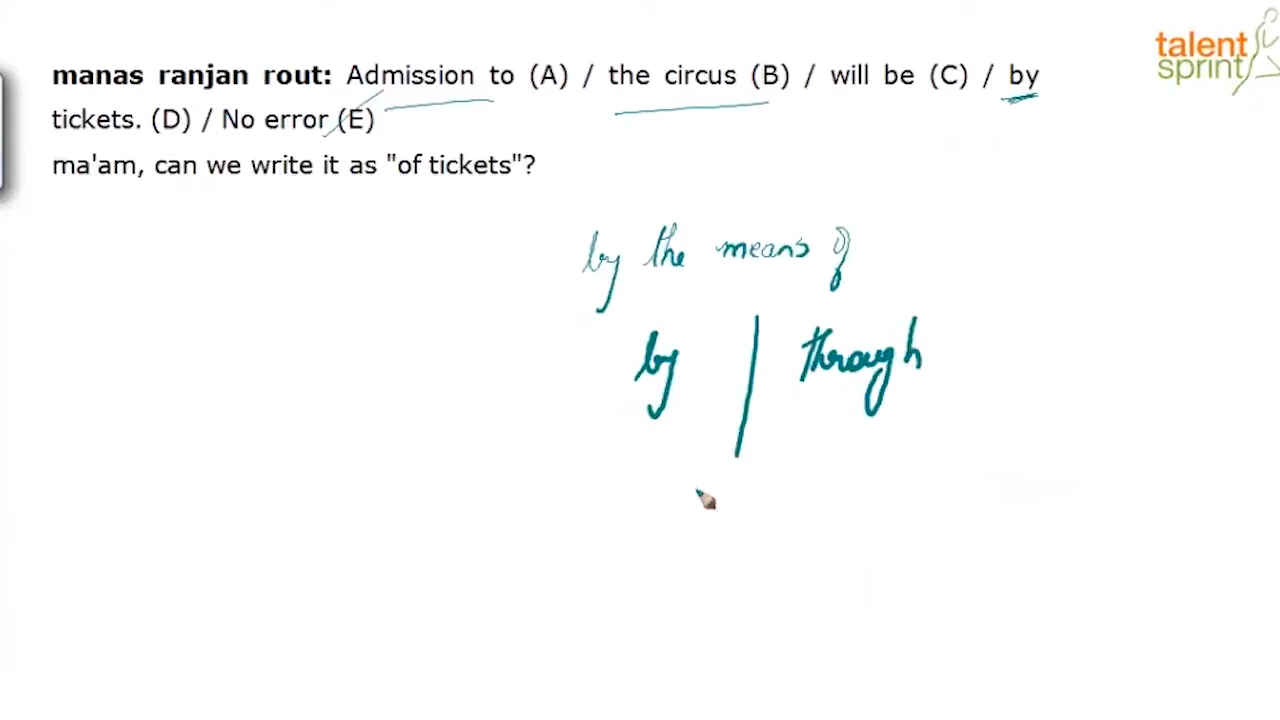 talent
sprint
manas ranjan rout: Admission to (A) / the circus (B) / will be (C) / by
tickets. (D) / No error (E)
ma'am, can we write it as "of tickets"?
by the means of
by | through